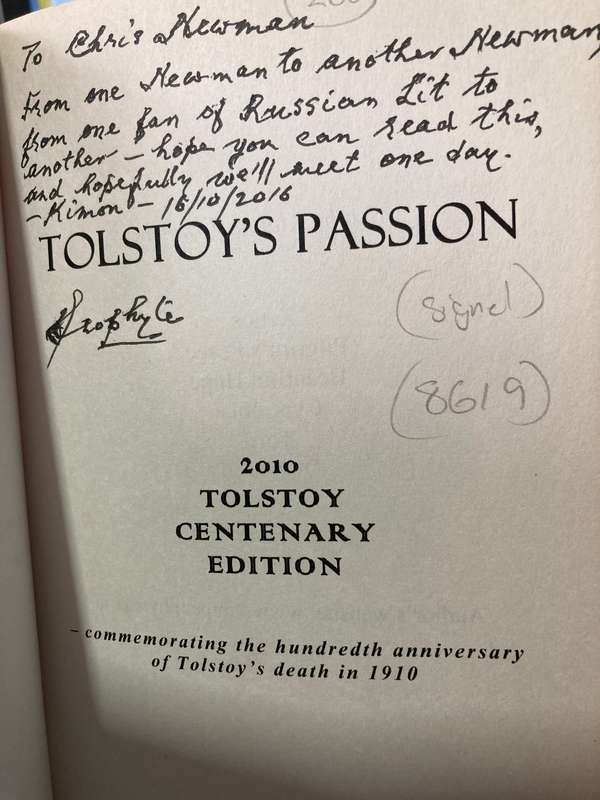 To Chris Newman
From one Newman to another Newman,
from one fan of Russian Lit to
another – hope you can read this,
and hopefully we'll meet one day.
– Kimon – 16/10/2016
TOLSTOY'S PASSION
(signed)
(8619)
2010
TOLSTOY
CENTENARY
EDITION
– commemorating the hundredth anniversary
of Tolstoy's death in 1910